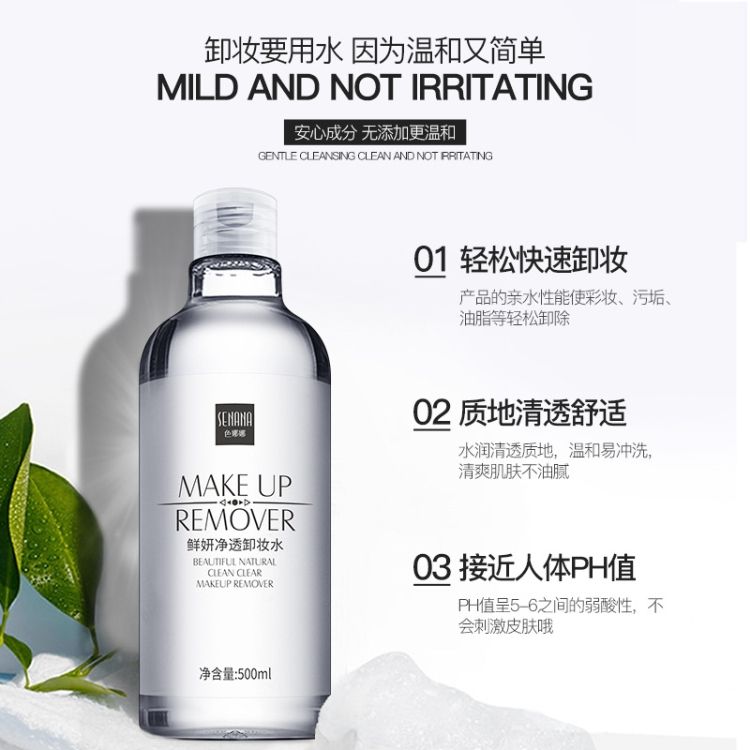 卸妆要用水 因为温和又简单
MILD AND NOT IRRITATING
安心成分 无添加更温和
GENTLE CLEANSING CLEAN AND NOT IRRITATING
01 轻松快速卸妆
产品的亲水性能使彩妆、污垢、
油脂等轻松卸除
02 质地清透舒适
水润清透质地，温和易冲洗，
清爽肌肤不油腻
03 接近人体PH值
PH值呈5-6之间的弱酸性，不
会刺激皮肤哦
SENANA
色娜娜
MAKE UP
REMOVER
鲜妍净透卸妆水
BEAUTIFUL NATURAL
CLEAN CLEAR
MAKEUP REMOVER
净含量:500ml